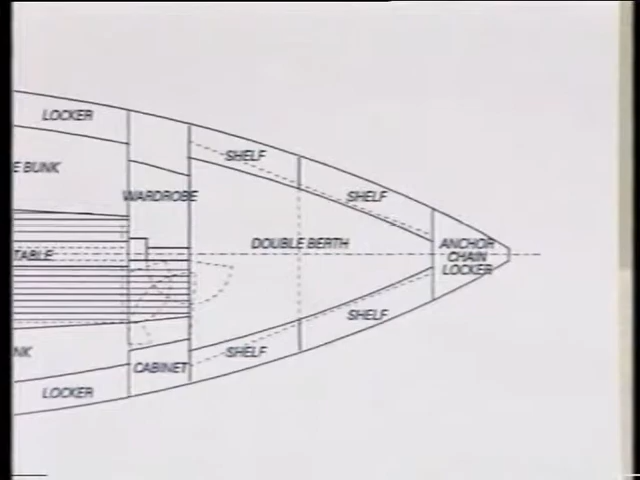 LOCKER
E BUNK
SHELF
SHELF
WARDROBE
DOUBLE BERTH
TABLE
ANCHOR
CHAIN
LOCKER
SHELF
NK
SHELF
CABINET
LOCKER